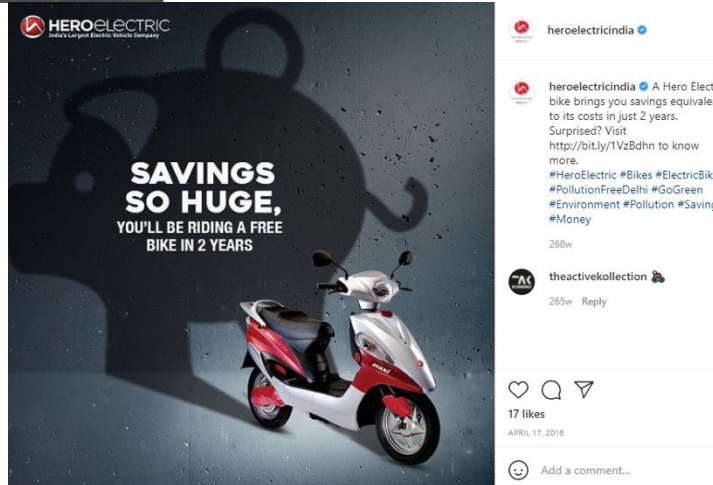 HEROELECTRIC
India's Largest Electric Vehicle Company
SAVINGS
SO HUGE,
YOU'LL BE RIDING A FREE
BIKE IN 2 YEARS
maxi
heroelectricindia
heroelectricindia A Hero Elect
bike brings you savings equivale
to its costs in just 2 years.
Surprised? Visit
http://bit.ly/1VzBdhn to know
more.
#HeroElectric #Bikes #ElectricBik
#PollutionFreeDelhi #GoGreen
#Environment #Pollution #Saving
#Money
268w
theactivekollection
265w Reply
17 likes
APRIL 17, 2016
Add a comment...